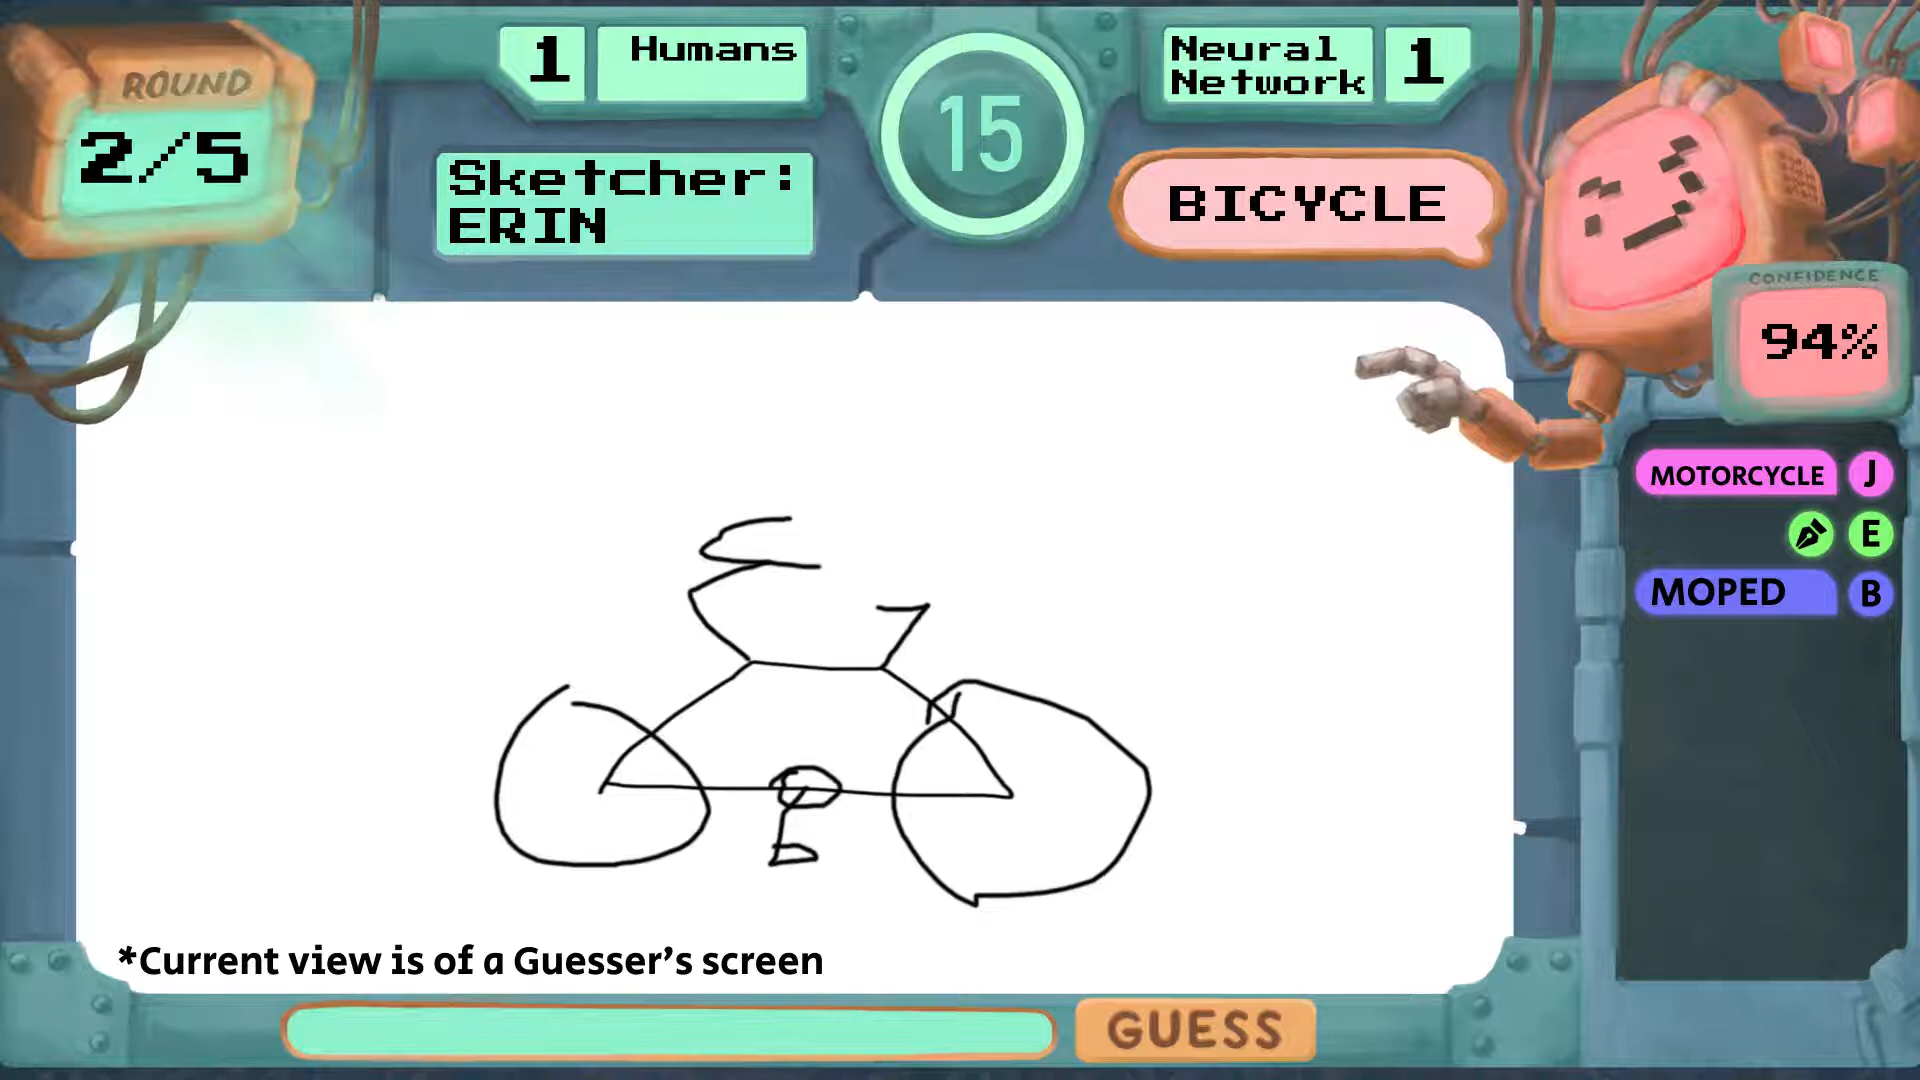 ROUND
2/5
1
Humans
15
Neural
Network
1
Sketcher:
ERIN
BICYCLE
CONFIDENCE
94%
MOTORCYCLE
J
E
MOPED
B
*Current view is of a Guesser's screen
GUESS